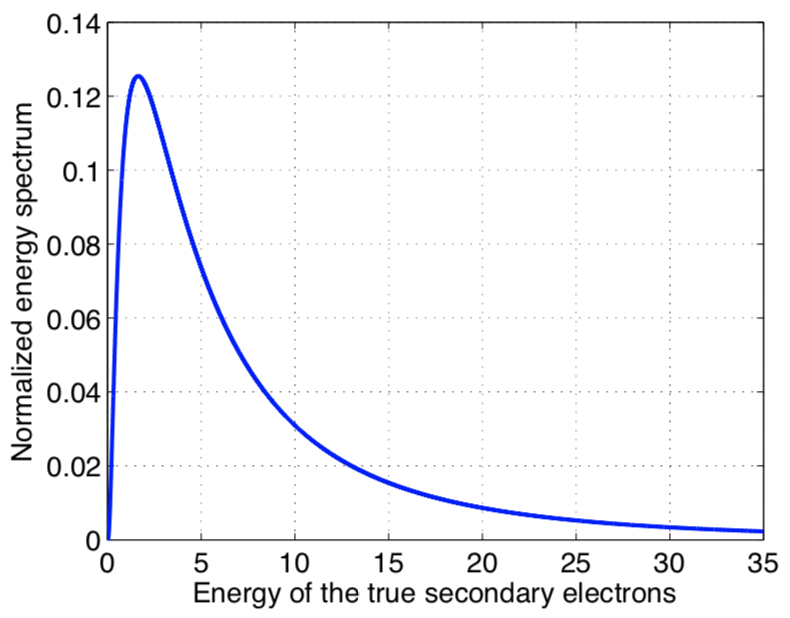 0.14
0.12
0.1
0.08
0.06
0.04
0.02
0
Normalized energy spectrum
0 5 10 15 20 25 30 35
Energy of the true secondary electrons